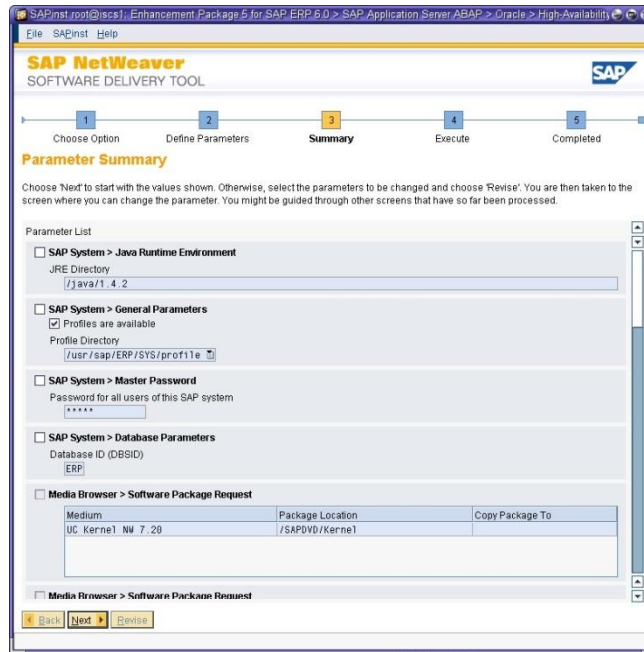 SAPinst root@iscs1: Enhancement Package 5 for SAP ERP 6.0 > SAP Application Server ABAP > Oracle > High-Availability
File SAPinst Help
SAP NetWeaver
SOFTWARE DELIVERY TOOL
SAP
1 2 3 4 5
Choose Option Define Parameters Summary Execute Completed
Parameter Summary
Choose 'Next' to start with the values shown. Otherwise, select the parameters to be changed and choose 'Revise'. You are then taken to the
screen where you can change the parameter. You might be guided through other screens that have so far been processed.
Parameter List
SAP System > Java Runtime Environment
JRE Directory
/java/1.4.2
SAP System > General Parameters
Profiles are available
Profile Directory
/usr/sap/ERP/SYS/profile
SAP System > Master Password
Password for all users of this SAP system
*****
SAP System > Database Parameters
Database ID (DBSID)
ERP
Media Browser > Software Package Request
Medium Package Location Copy Package To
UC Kernel NW 7.20 /SAPDVD/Kernel
Media Browser > Software Package Request
Back Next Revise